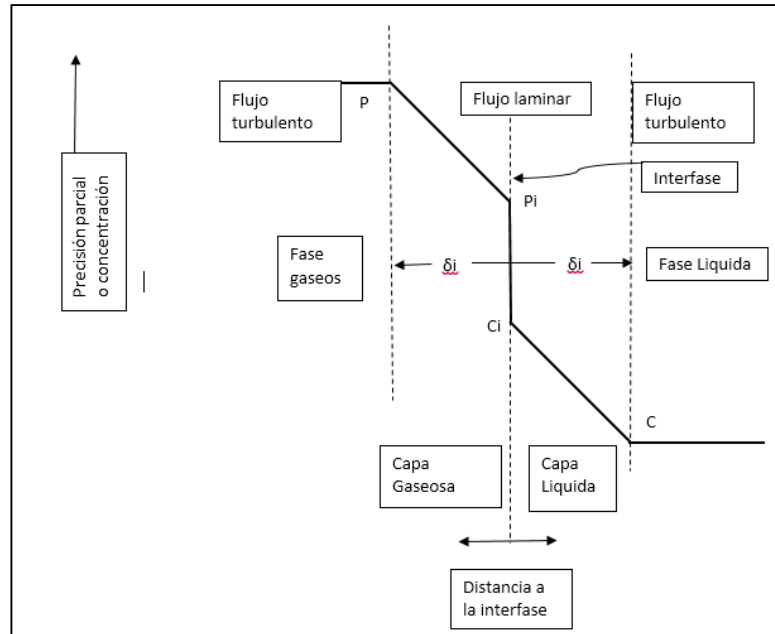 Flujo
turbulento
P
Flujo laminar
Flujo
turbulento
Interfase
Precisión parcial
o concentración
Pi
Fase
gaseos
δi
δi
Fase Liquida
Ci
C
Capa
Gaseosa
Capa
Liquida
Distancia a
la interfase